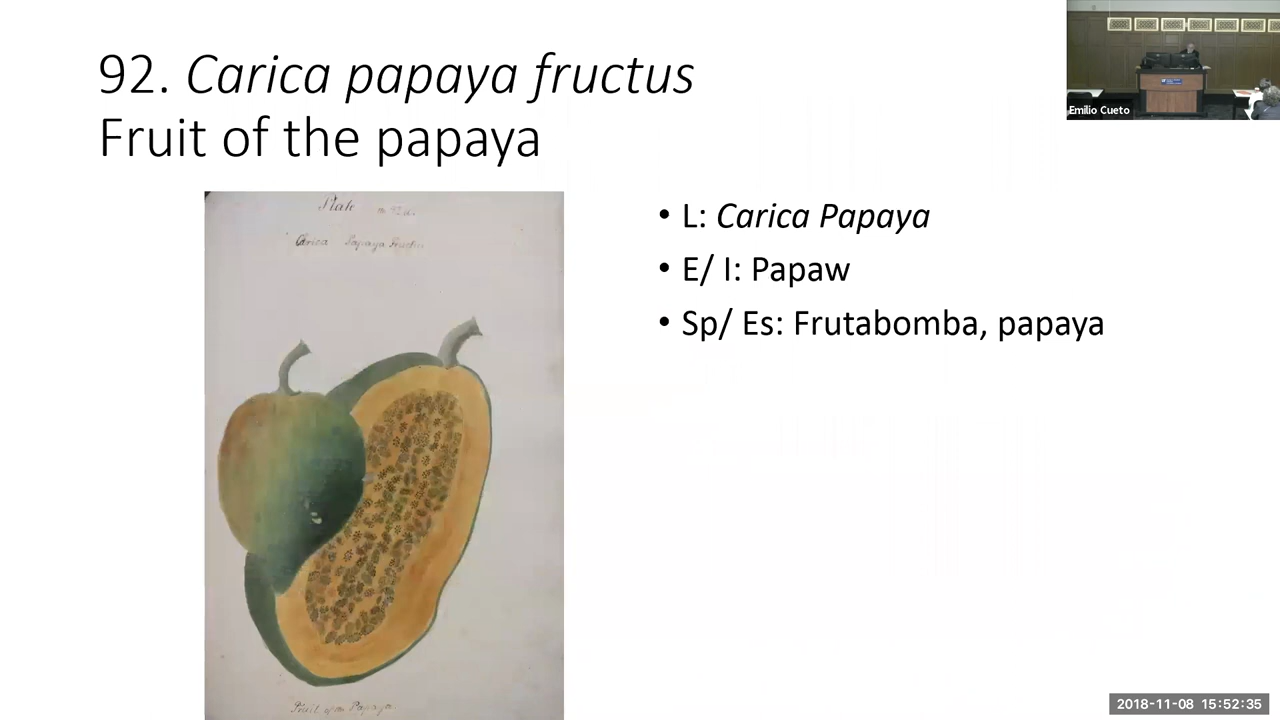 92. Carica papaya fructus
Fruit of the papaya
Plate
Carica Papaya Fructus
Fruit of the Papaya.
• L: Carica Papaya
• E/ I: Papaw
• Sp/ Es: Frutabomba, papaya
Emilio Cueto
2018-11-08 15:52:35